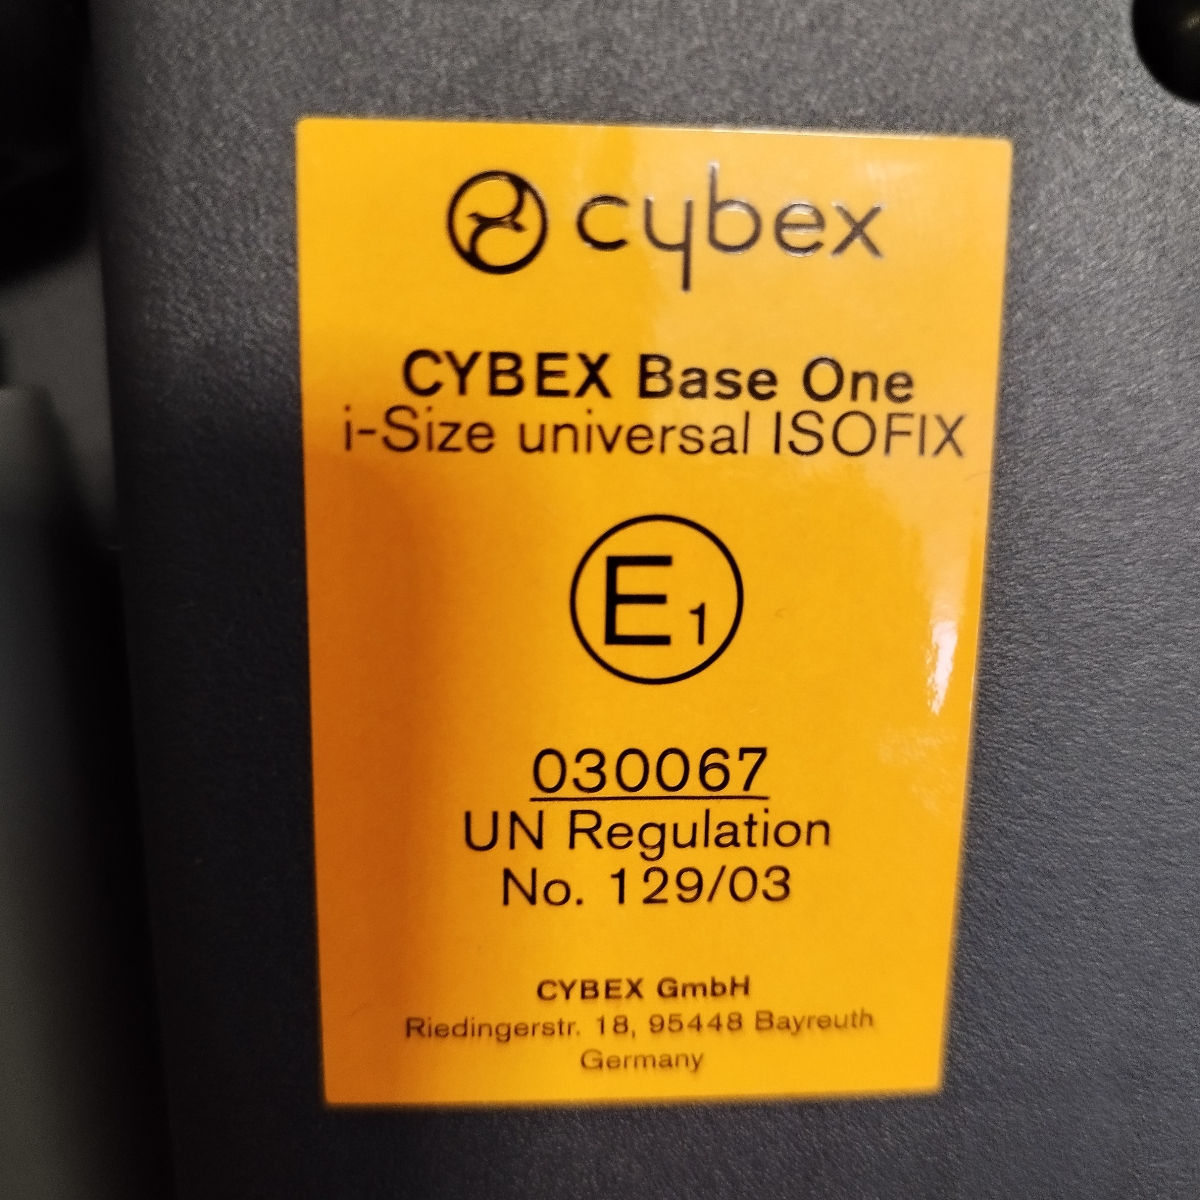 cybex
CYBEX Base One
i-Size universal ISOFIX
E1
030067
UN Regulation
No. 129/03
CYBEX GmbH
Riedingerstr. 18, 95448 Bayreuth
Germany